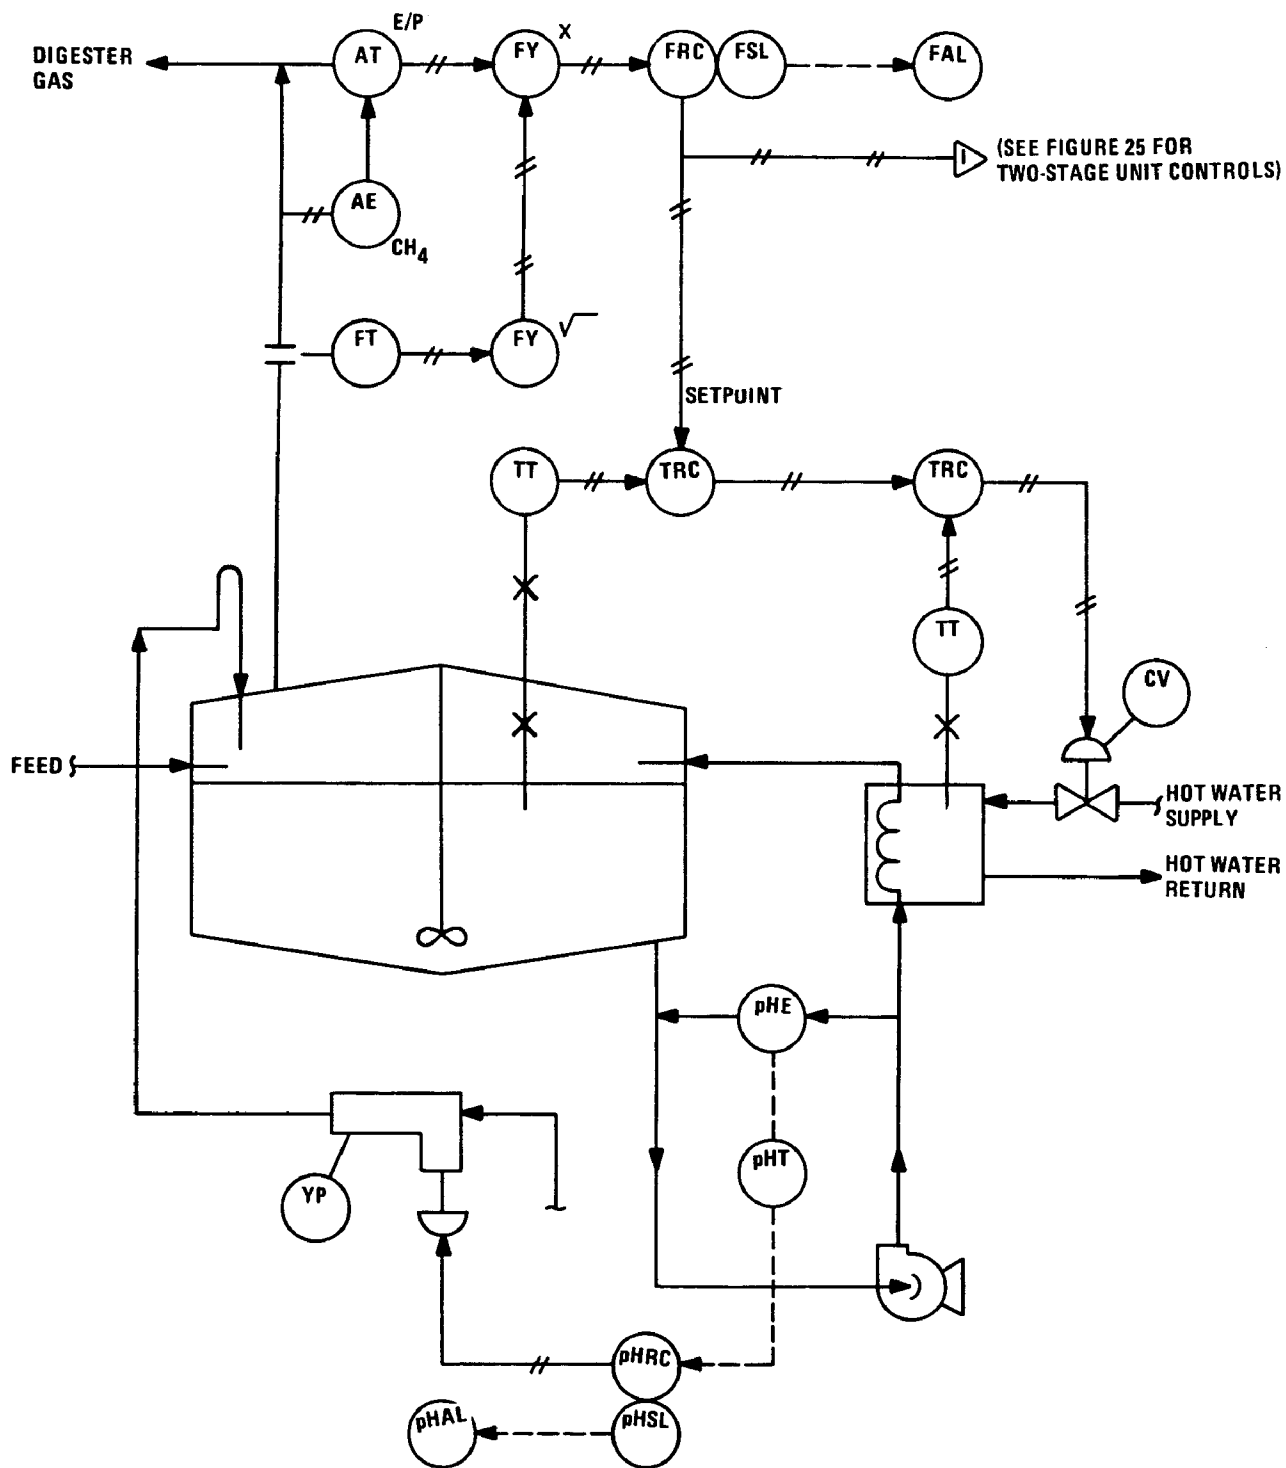 E/P
X
DIGESTER
GAS
AT
FY
FRC
FSL
FAL
(SEE FIGURE 25 FOR
TWO-STAGE UNIT CONTROLS)
I
AE
CH4
FT
FY
√
SETPOINT
TT
TRC
TRC
TT
CV
FEED
HOT WATER
SUPPLY
HOT WATER
RETURN
pHE
pHT
YP
pHRC
pHAL
pHSL